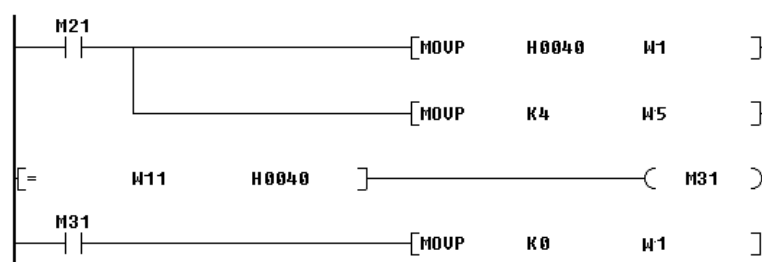 M21
[MOVP H0040 W1 ]
[MOVP K4 W5 ]
[= W11 H0040 ] ( M31 )
M31
[MOVP K0 W1 ]